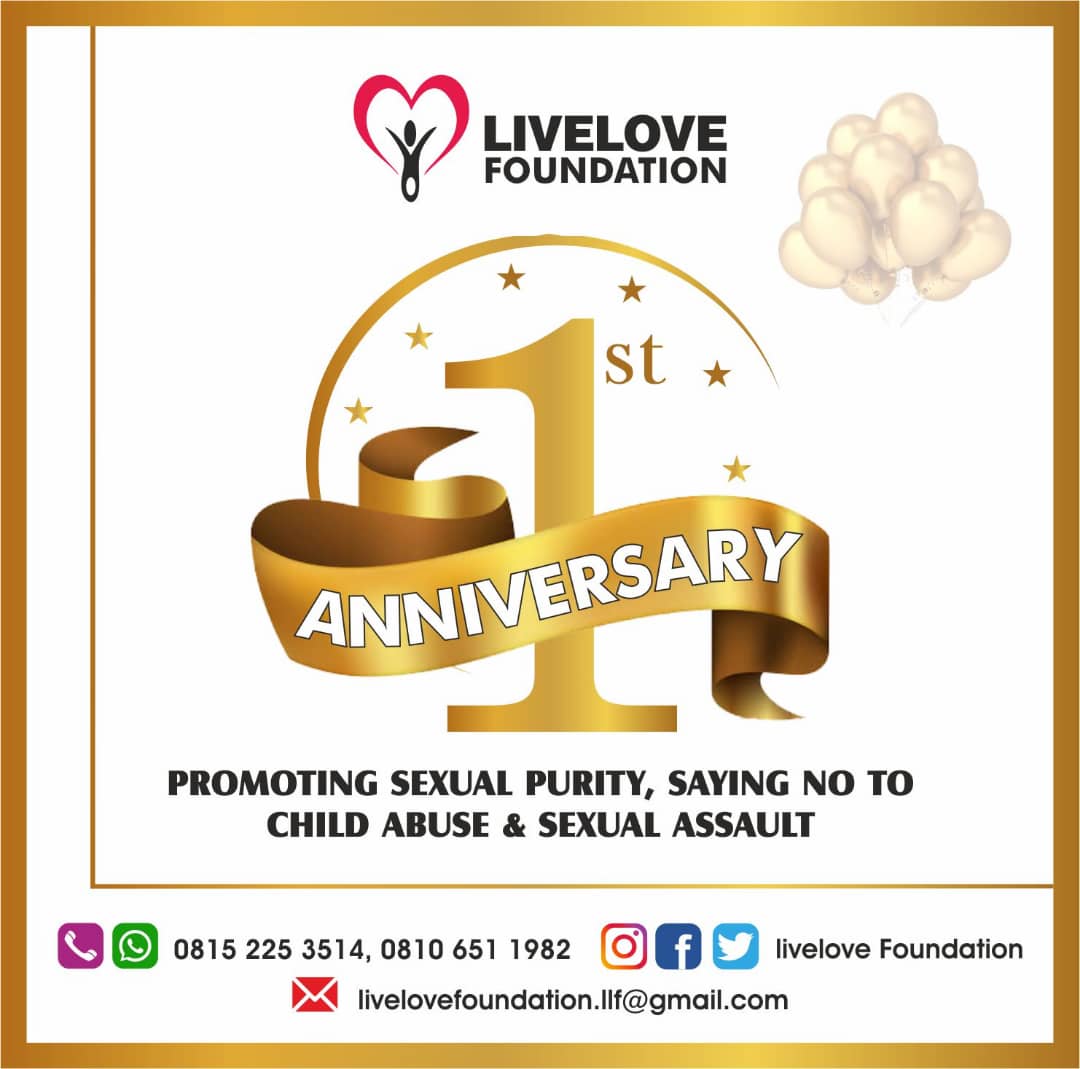 LIVELOVE
FOUNDATION
1st
ANNIVERSARY
PROMOTING SEXUAL PURITY, SAYING NO TO
CHILD ABUSE & SEXUAL ASSAULT
0815 225 3514, 0810 651 1982 livelove Foundation
livelovefoundation.llf@gmail.com